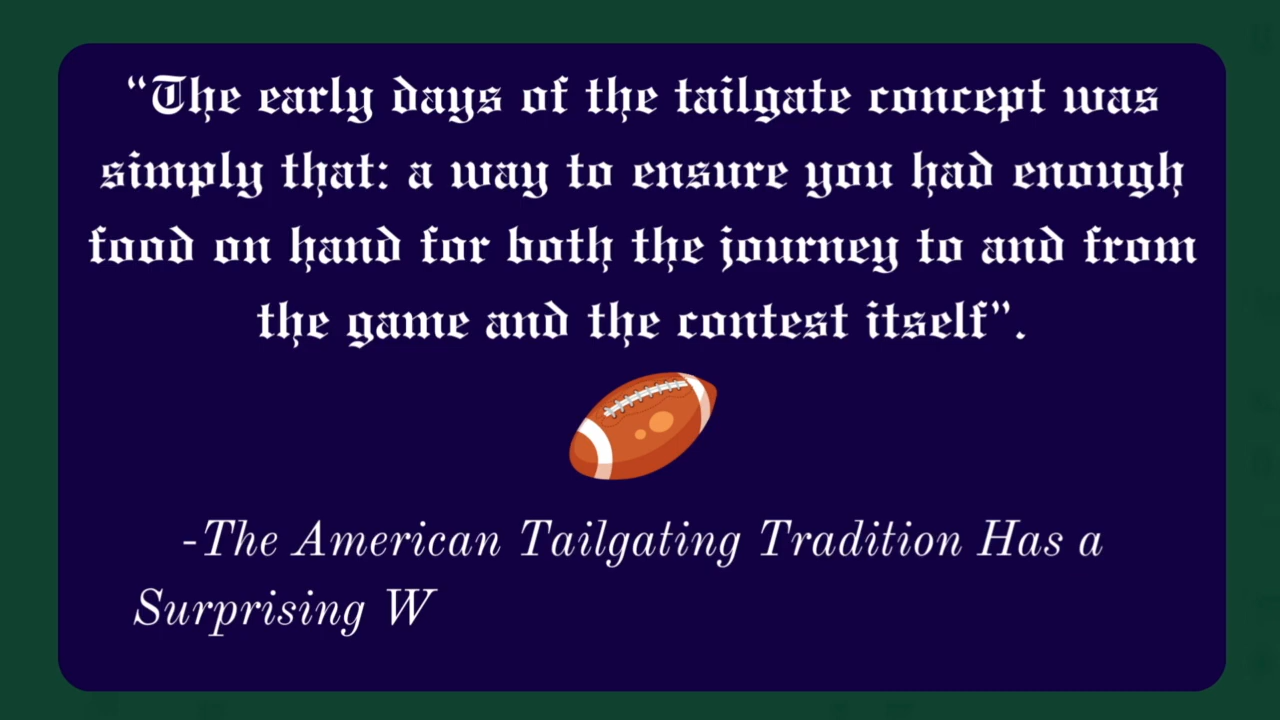 “The early days of the tailgate concept was
simply that: a way to ensure you had enough
food on hand for both the journey to and from
the game and the contest itself”.
-The American Tailgating Tradition Has a
Surprising W